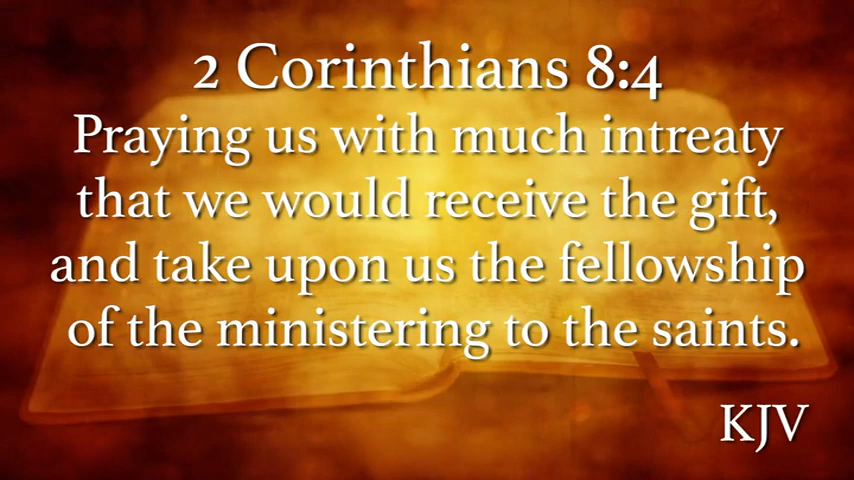 2 Corinthians 8:4
Praying us with much intreaty
that we would receive the gift,
and take upon us the fellowship
of the ministering to the saints.
KJV